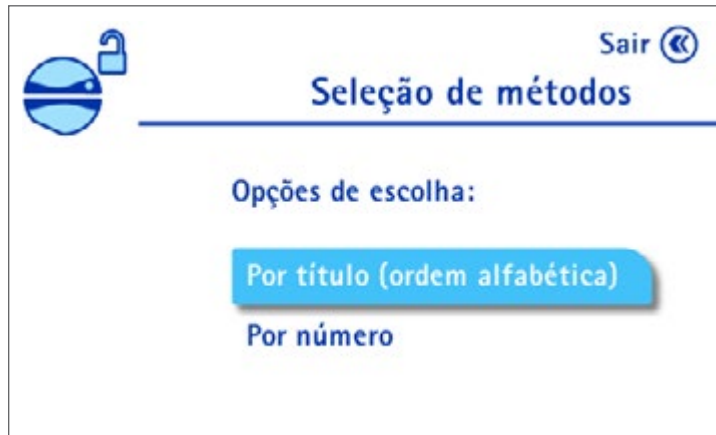 Sair
Seleção de métodos
Opções de escolha:
Por título (ordem alfabética)
Por número